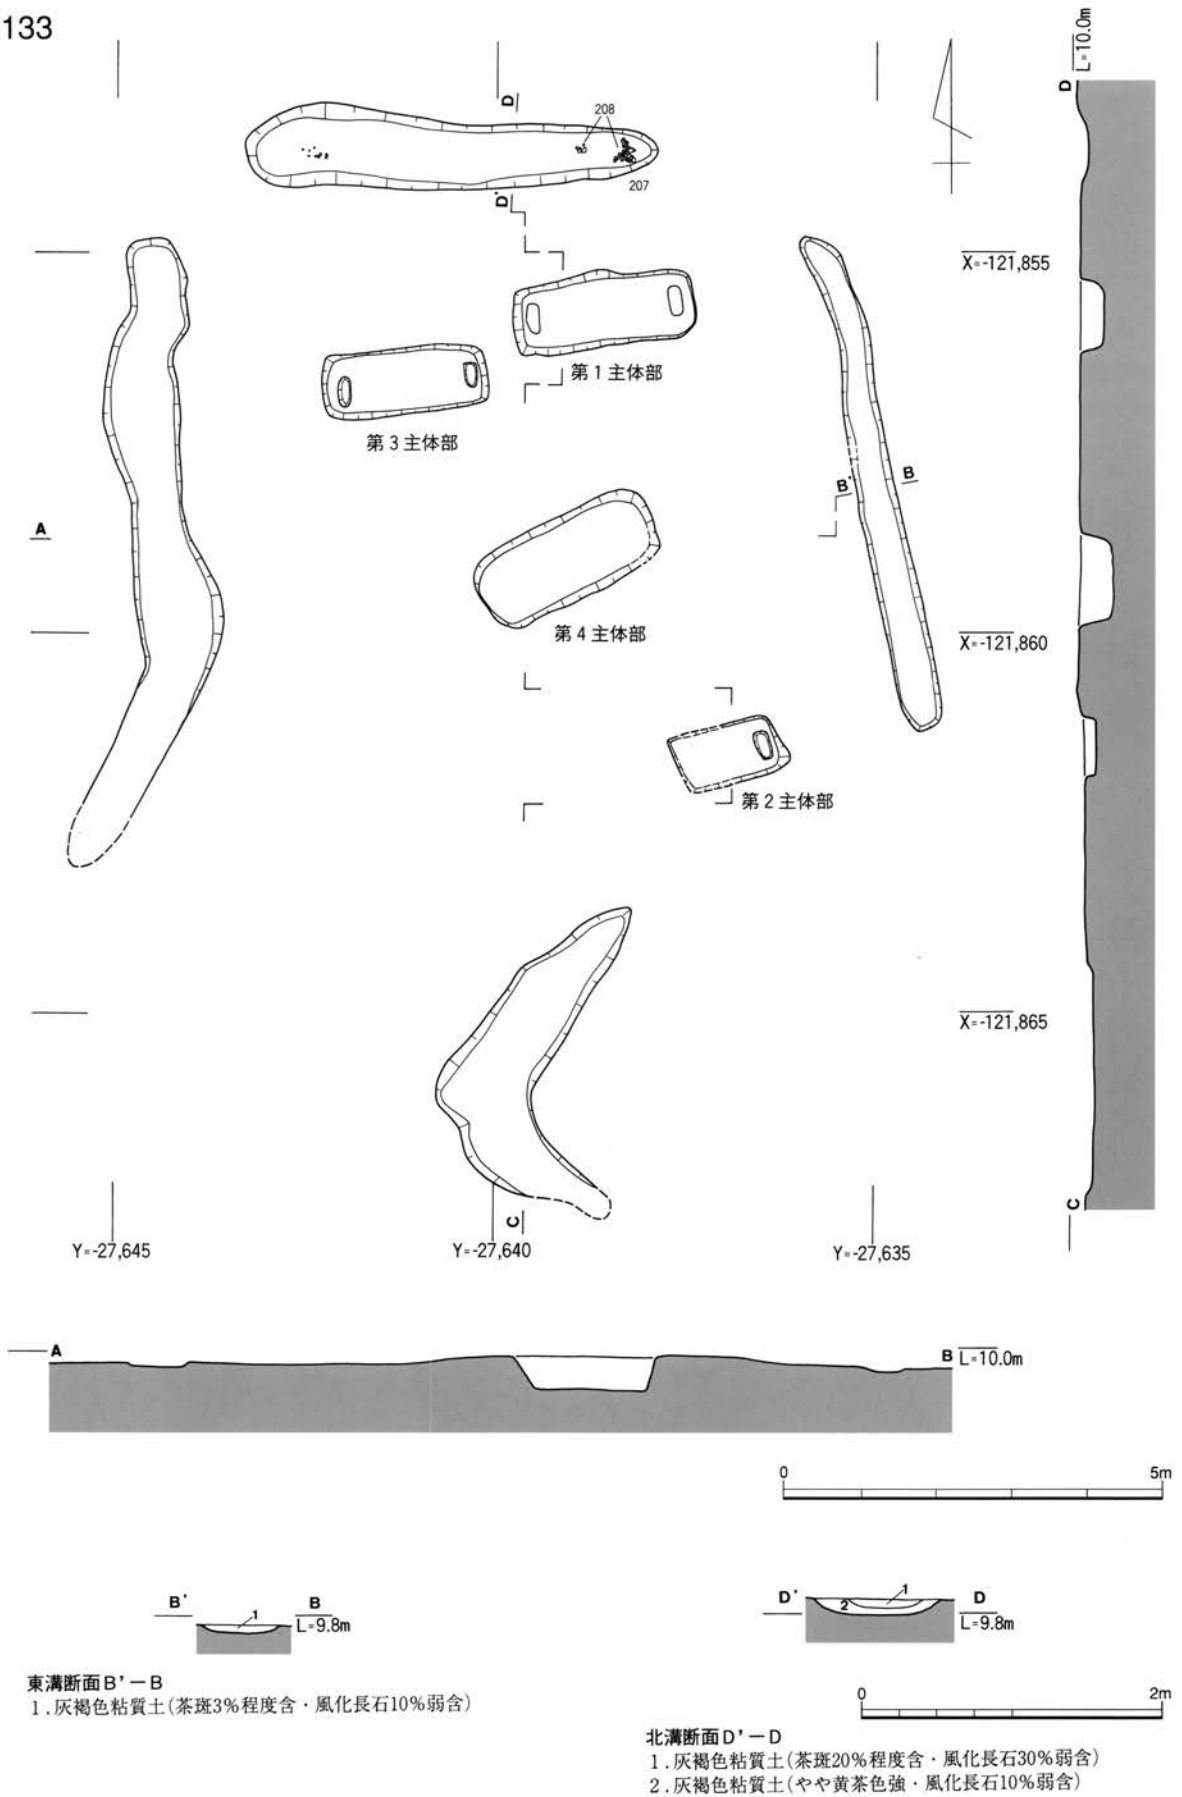 133
L=10.0m
D
D
208
207
D'
X=-121,855
第1主体部
第3主体部
B'
B
A
第4主体部
X=-121,860
第2主体部
X=-121,865
C
C
Y=-27,645
Y=-27,640
Y=-27,635
A
B L=10.0m
0 5m
B' 1 B
L=9.8m
D' 2 1 D
L=9.8m
東溝断面B'－B
1.灰褐色粘質土(茶斑3%程度含・風化長石10%弱含)
0 2m
北溝断面D'－D
1.灰褐色粘質土(茶斑20%程度含・風化長石30%弱含)
2.灰褐色粘質土(やや黄茶色強・風化長石10%弱含)